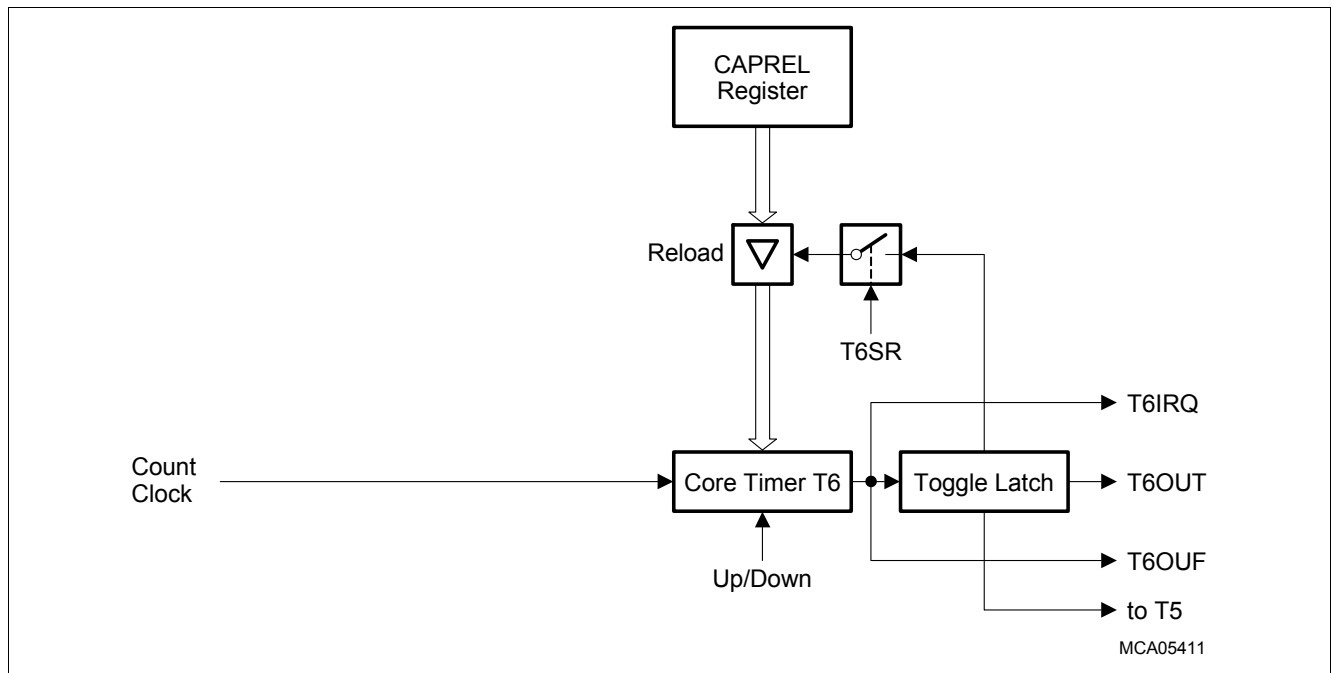 CAPREL
Register
Reload
T6SR
T6IRQ
Count
Clock
Core Timer T6
Toggle Latch
T6OUT
Up/Down
T6OUF
to T5
MCA05411